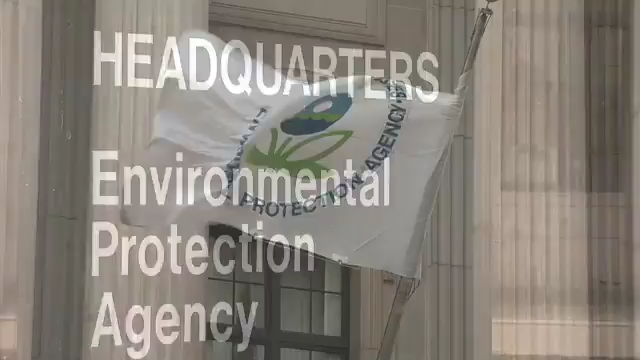 HEADQUARTERS
Environmental
Protection
Agency
PROTECTION AGENCY